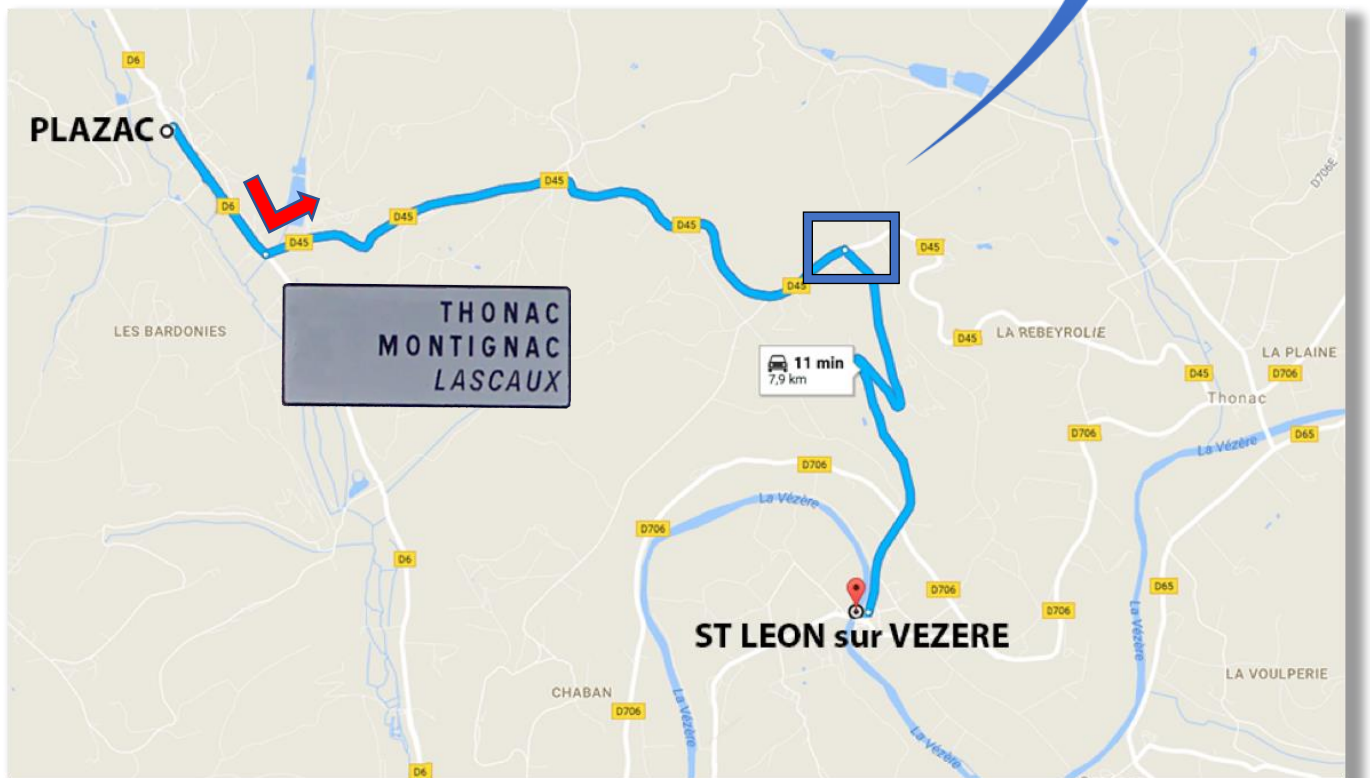 D6
PLAZAC
D6
D45
D45
D45
D45
D45
D45
D45
D45
D706E
THONAC
MONTIGNAC
LASCAUX
LES BARDONIES
LA REBEYROLIE
LA PLAINE
D706
Thonac
11 min
7,9 km
D706
D65
La Vézère
D706
La Vézère
D706
D6
D706
D706
D65
La Vézère
ST LEON sur VEZERE
CHABAN
D706
La Vézère
La Vézère
LA VOULPERIE
D6